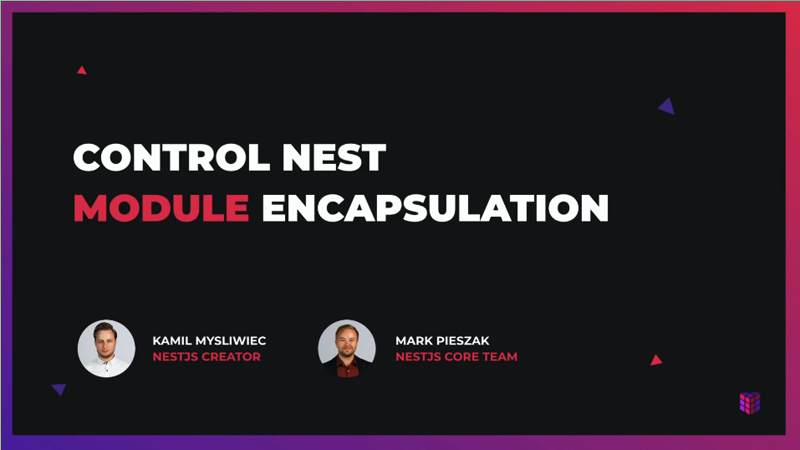 CONTROL NEST
MODULE ENCAPSULATION
KAMIL MYSLIWIEC
NESTJS CREATOR
MARK PIESZAK
NESTJS CORE TEAM